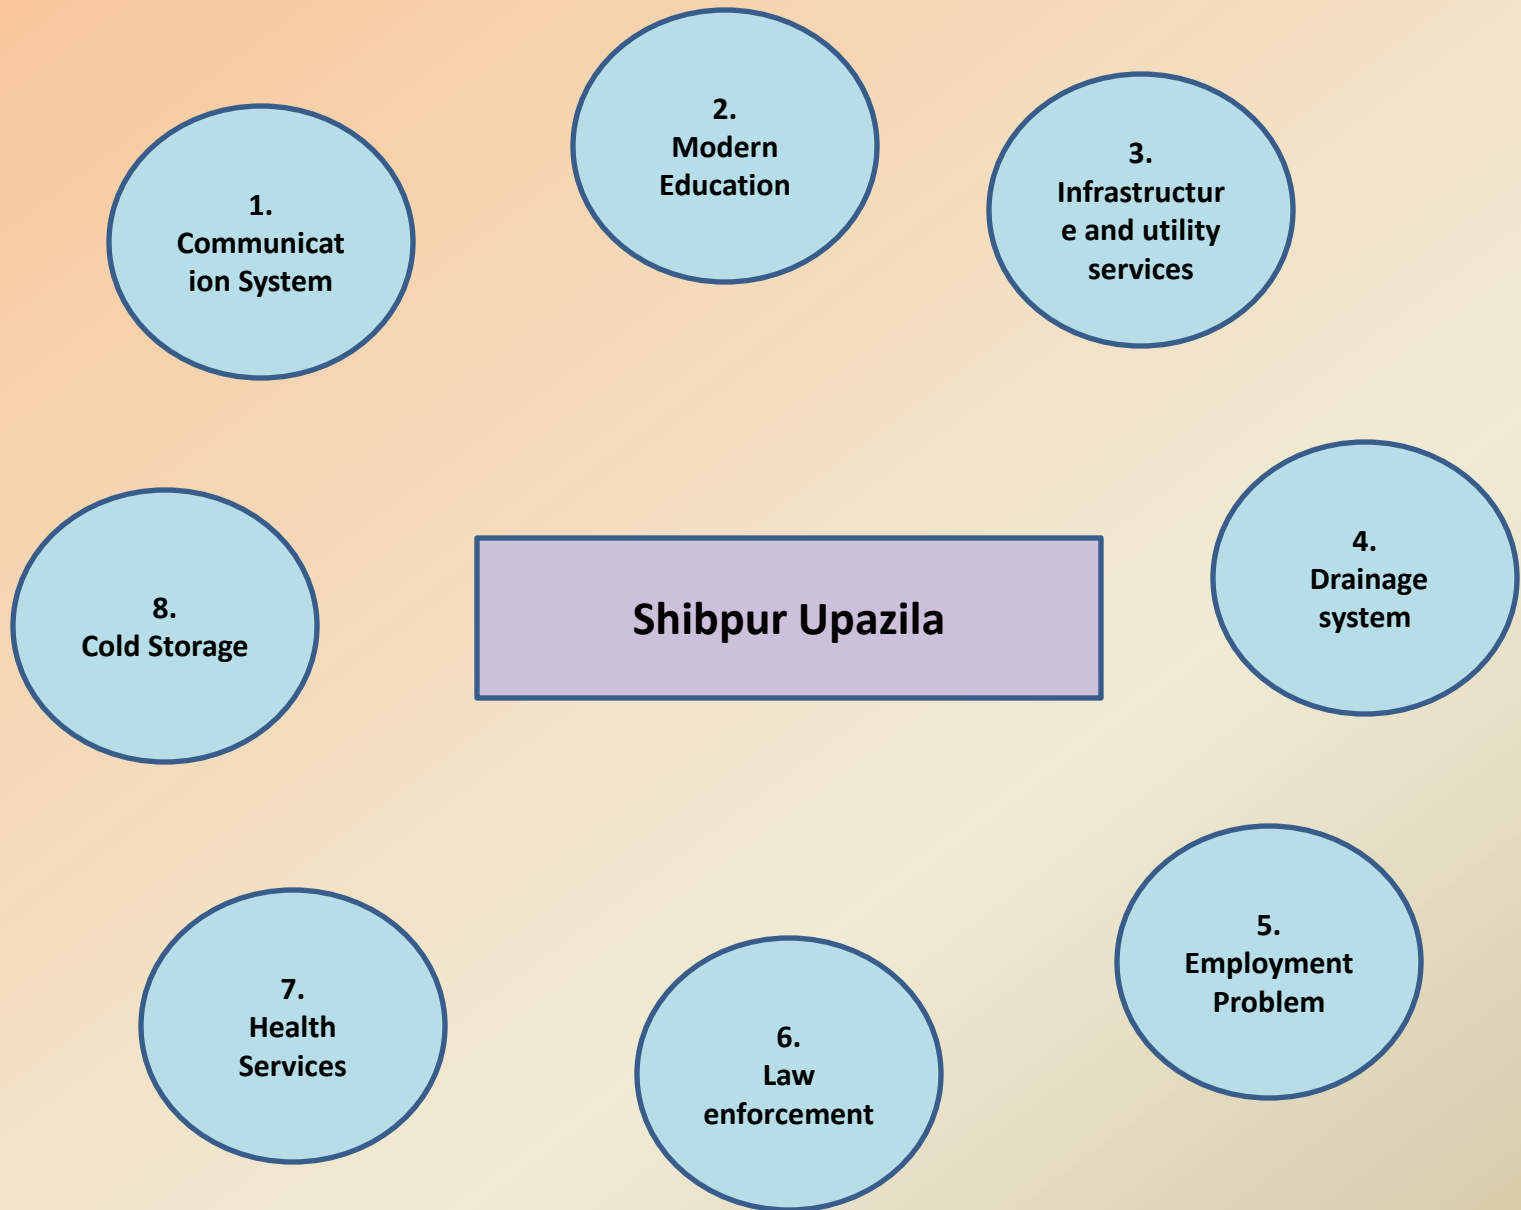 1.
Communicat
ion System
2.
Modern
Education
3.
Infrastructur
e and utility
services
4.
Drainage
system
Shibpur Upazila
8.
Cold Storage
5.
Employment
Problem
7.
Health
Services
6.
Law
enforcement